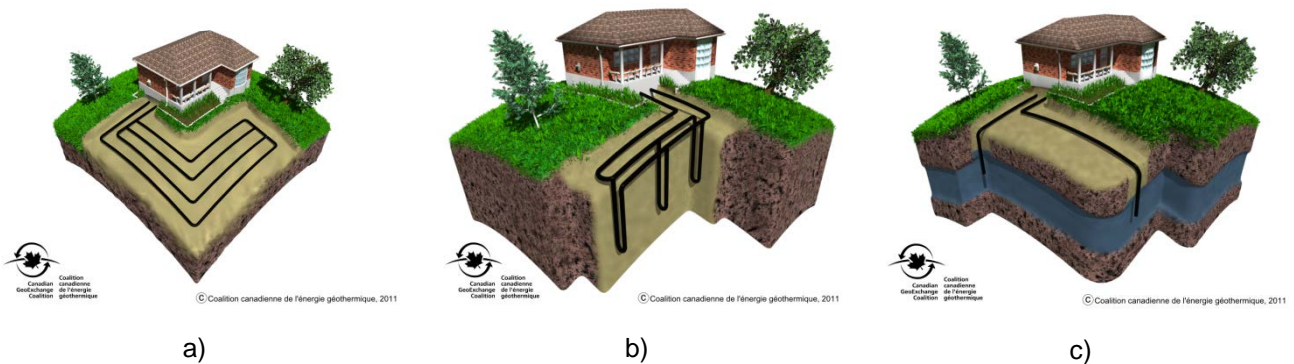 Canadian
GeoExchange
Coalition
Coalition
canadienne
de l'énergie
géothermique
© Coalition canadienne de l'énergie géothermique, 2011
a)
Canadian
GeoExchange
Coalition
Coalition
canadienne
de l'énergie
géothermique
© Coalition canadienne de l'énergie géothermique, 2011
b)
Canadian
GeoExchange
Coalition
Coalition
canadienne
de l'énergie
géothermique
© Coalition canadienne de l'énergie géothermique, 2011
c)